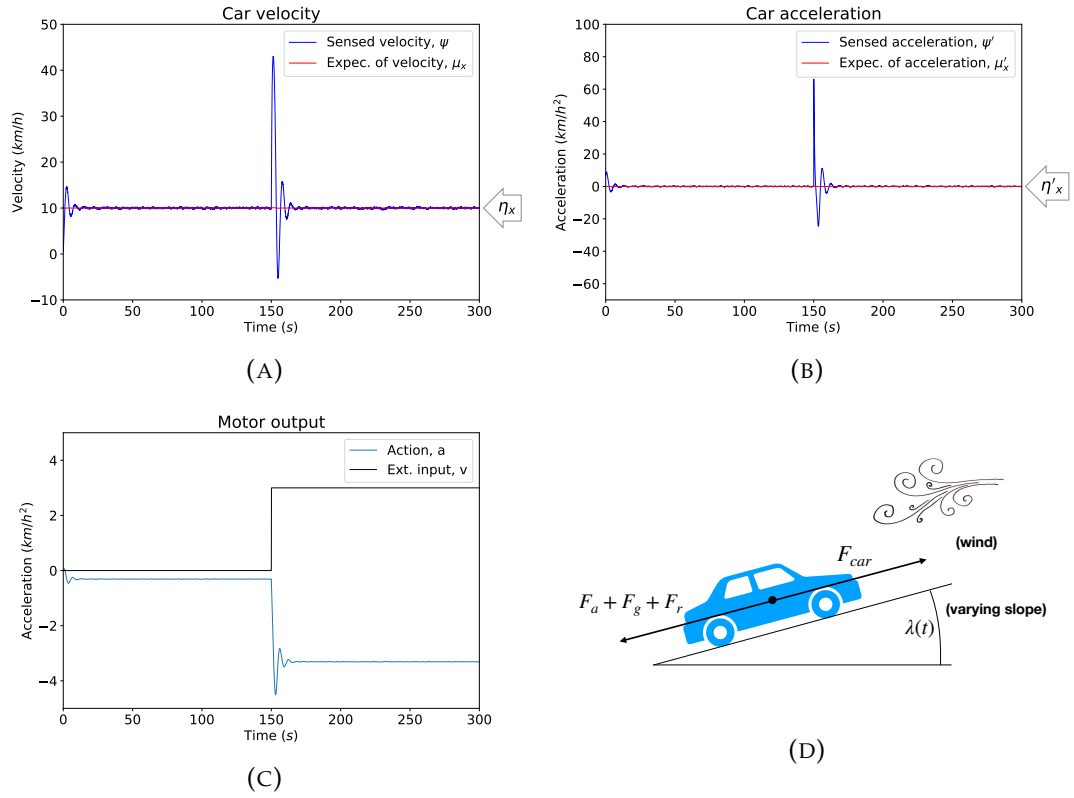 Car velocity
50
40
30
20
10
0
−10
Velocity (km/h)
Sensed velocity, ψ
Expec. of velocity, μₓ
ηₓ
0 50 100 150 200 250 300
Time (s)
(A)
Car acceleration
100
80
60
40
20
0
−20
−40
−60
Acceleration (km/h²)
Sensed acceleration, ψ′
Expec. of acceleration, μ′ₓ
η′ₓ
0 50 100 150 200 250 300
Time (s)
(B)
Motor output
4
2
0
−2
−4
Acceleration (km/h²)
Action, a
Ext. input, v
0 50 100 150 200 250 300
Time (s)
(C)
(wind)
F_car
F_a + F_g + F_r
(varying slope)
λ(t)
(D)